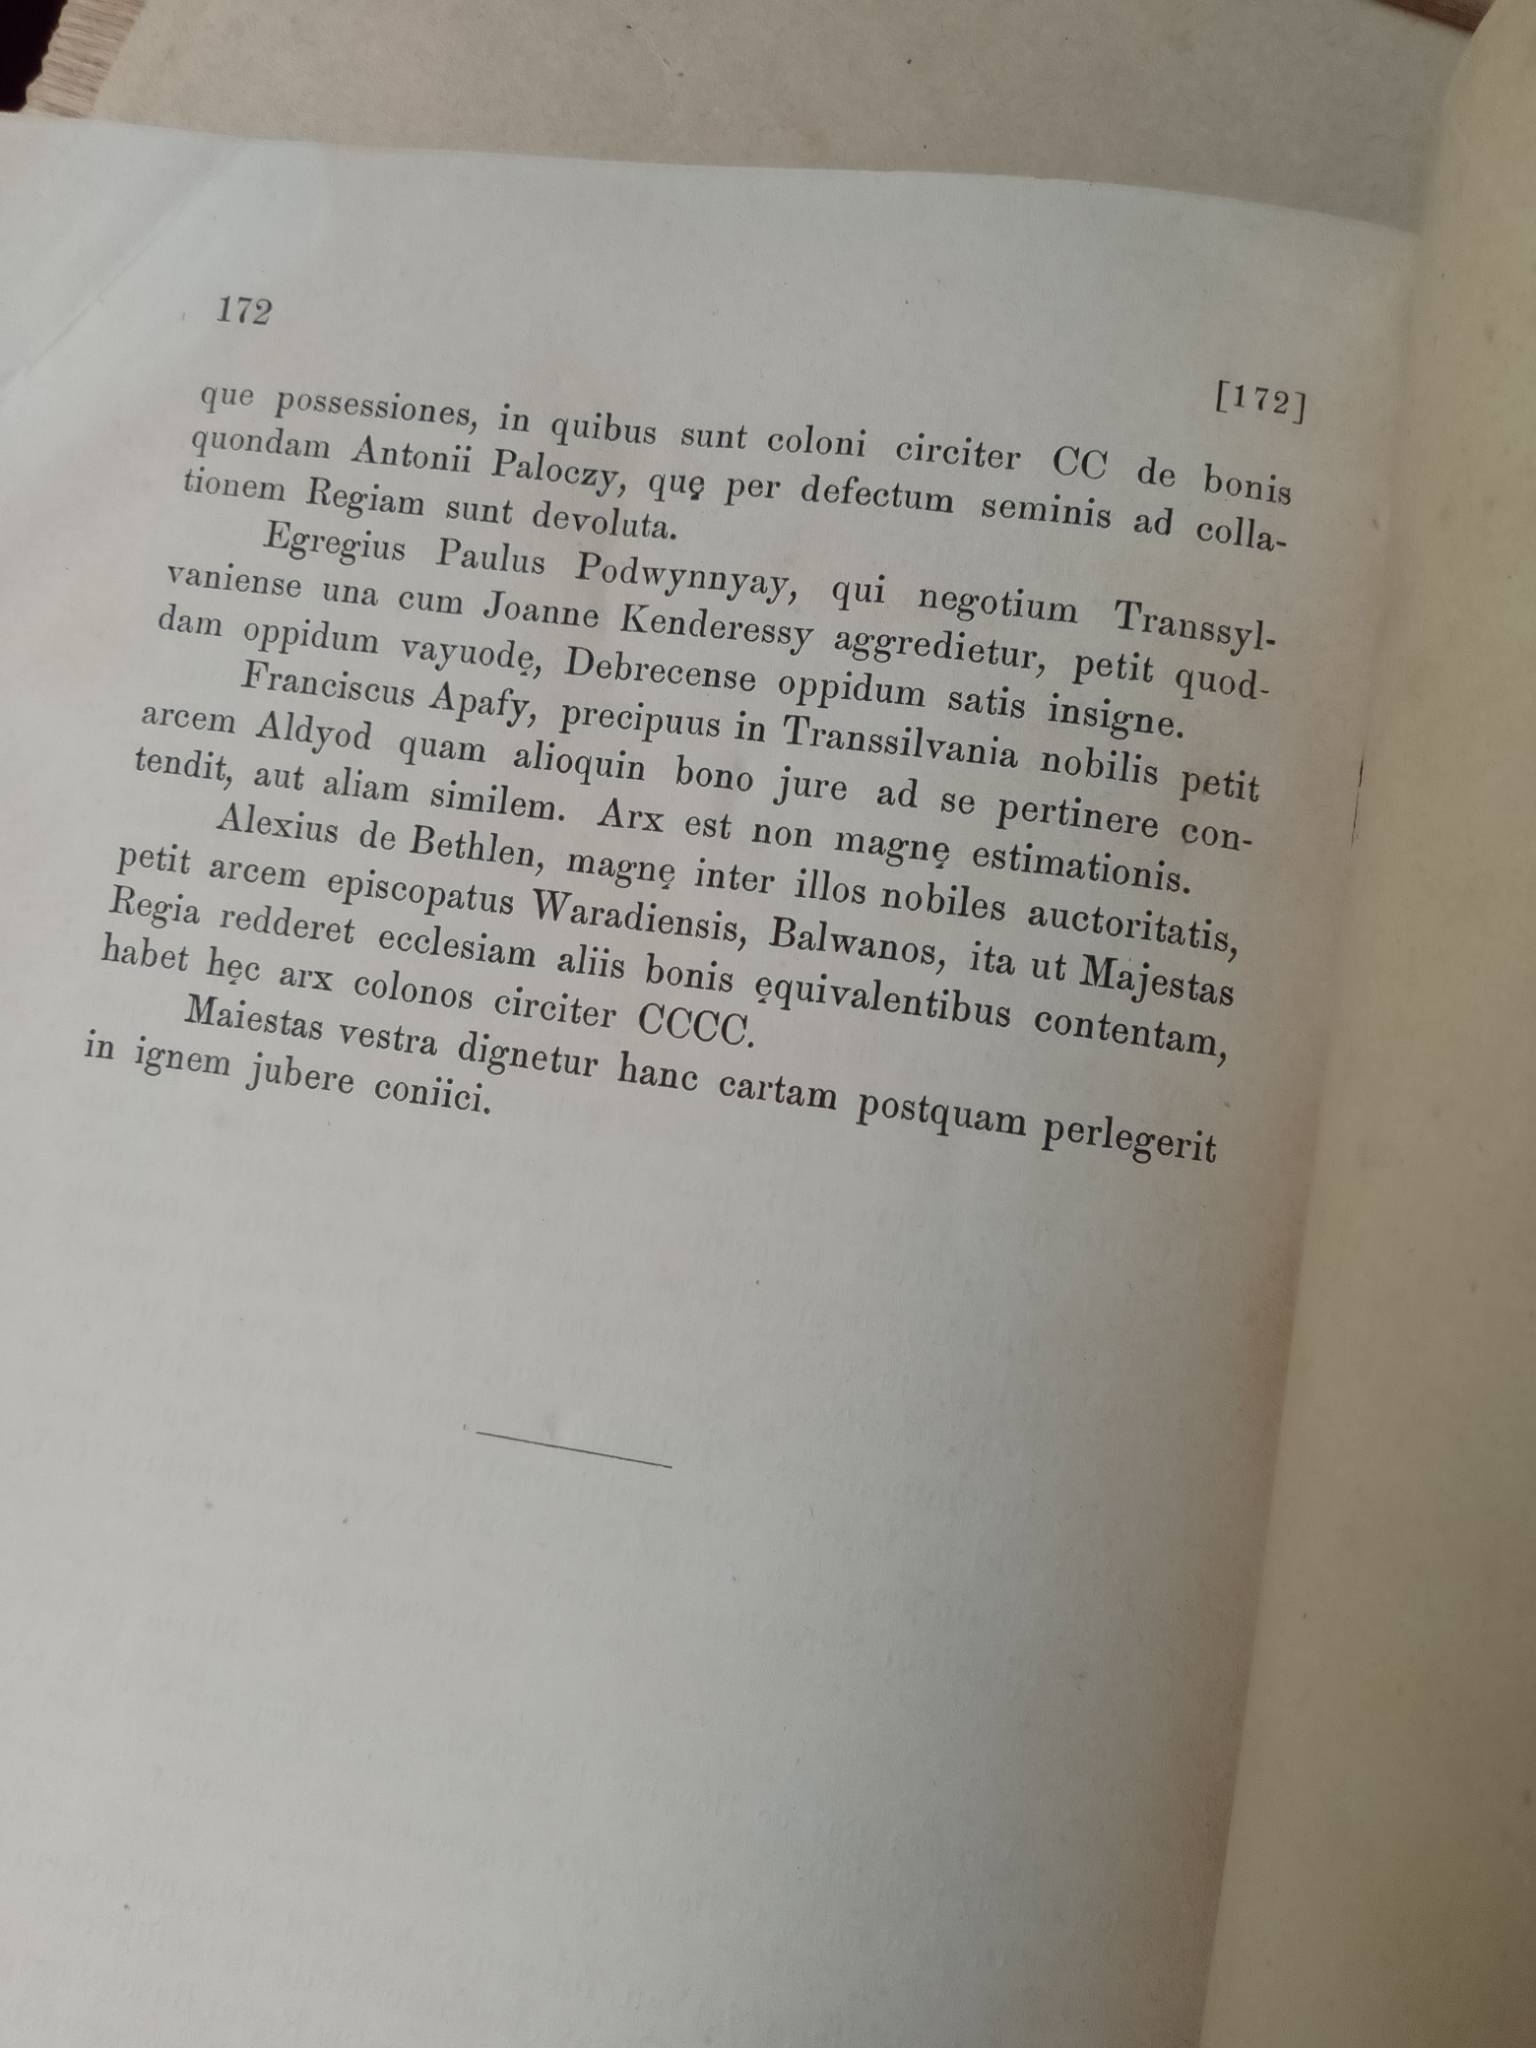 172
[172]
que possessiones, in quibus sunt coloni circiter CC de bonis
quondam Antonii Paloczy, quę per defectum seminis ad colla-
tionem Regiam sunt devoluta.
Egregius Paulus Podwynnyay, qui negotium Transsyl-
vaniense una cum Joanne Kenderessy aggredietur, petit quod-
dam oppidum vayuodę, Debrecense oppidum satis insigne.
Franciscus Apafy, precipuus in Transsilvania nobilis petit
arcem Aldyod quam alioquin bono jure ad se pertinere con-
tendit, aut aliam similem. Arx est non magnę estimationis.
Alexius de Bethlen, magnę inter illos nobiles auctoritatis,
petit arcem episcopatus Waradiensis, Balwanos, ita ut Majestas
Regia redderet ecclesiam aliis bonis ęquivalentibus contentam,
habet hęc arx colonos circiter CCCC.
Maiestas vestra dignetur hanc cartam postquam perlegerit
in ignem jubere coniici.